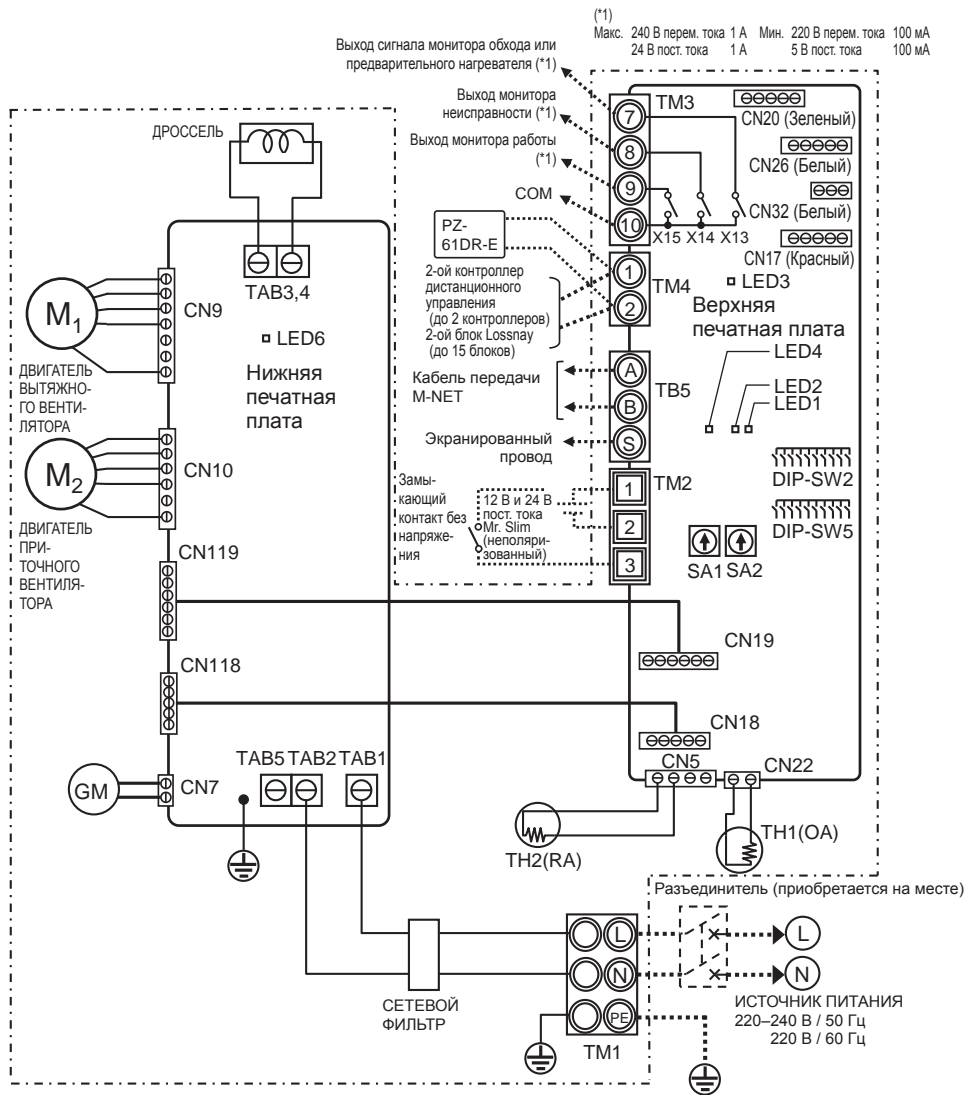 (*1)
Макс. 240 В перем. тока 1 А Мин. 220 В перем. тока 100 мА
24 В пост. тока 1 А 5 В пост. тока 100 мА
Выход сигнала монитора обхода или
предварительного нагревателя (*1)
Выход монитора
неисправности (*1)
Выход монитора работы
(*1)
COM
7
8
9
10
TM3
X15 X14 X13
CN20 (Зеленый)
CN26 (Белый)
CN32 (Белый)
CN17 (Красный)
ДРОССЕЛЬ
TAB3,4
LED6
Нижняя
печатная
плата
M1
CN9
ДВИГАТЕЛЬ
ВЫТЯЖНО-
ГО ВЕНТИ-
ЛЯТОРА
M2
CN10
ДВИГАТЕЛЬ
ПРИ-
ТОЧНОГО
ВЕНТИЛЯ-
ТОРА
CN119
CN118
GM
CN7
TAB5 TAB2 TAB1
PZ-
61DR-E
2-ой контроллер
дистанционного
управления
(до 2 контроллеров)
2-ой блок Lossnay
(до 15 блоков)
1
2
TM4
LED3
Верхняя
печатная плата
LED4
LED2
LED1
Кабель передачи
M-NET
Экранированный
провод
A
B
S
TB5
Замы-
кающий
контакт без
напряже-
ния
12 В и 24 В
пост. тока
Mr. Slim
(неполяри-
зованный)
1
2
3
TM2
DIP-SW2
DIP-SW5
SA1 SA2
CN19
CN18
CN5
CN22
TH2(RA)
TH1(OA)
Разъединитель (приобретается на месте)
СЕТЕВОЙ
ФИЛЬТР
L
N
PE
TM1
L
N
ИСТОЧНИК ПИТАНИЯ
220–240 В / 50 Гц
220 В / 60 Гц